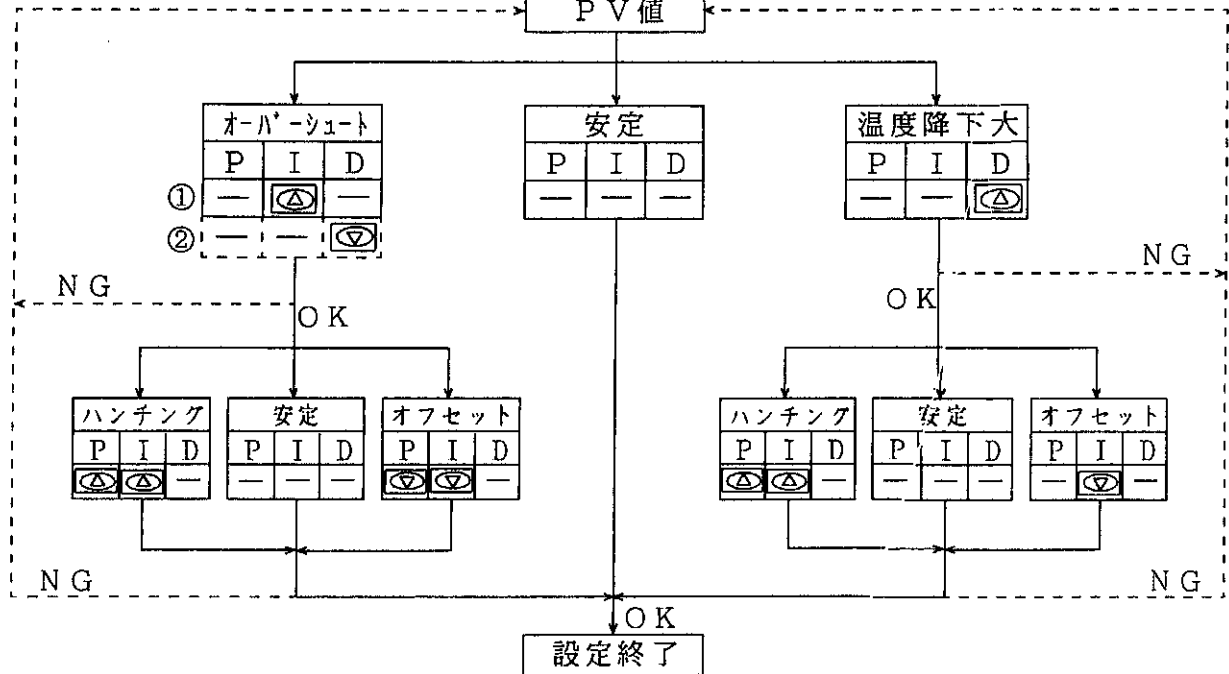 PV値
オーバーシュート 安定 温度降下大
P I D P I D P I D
① — △ — — — — — — △
② — — ▽
NG NG
OK OK
ハンチング 安定 オフセット ハンチング 安定 オフセット
P I D P I D P I D P I D P I D P I D
△ △ — — — — ▽ ▽ — △ △ — — — — — ▽ —
NG NG
OK
設定終了